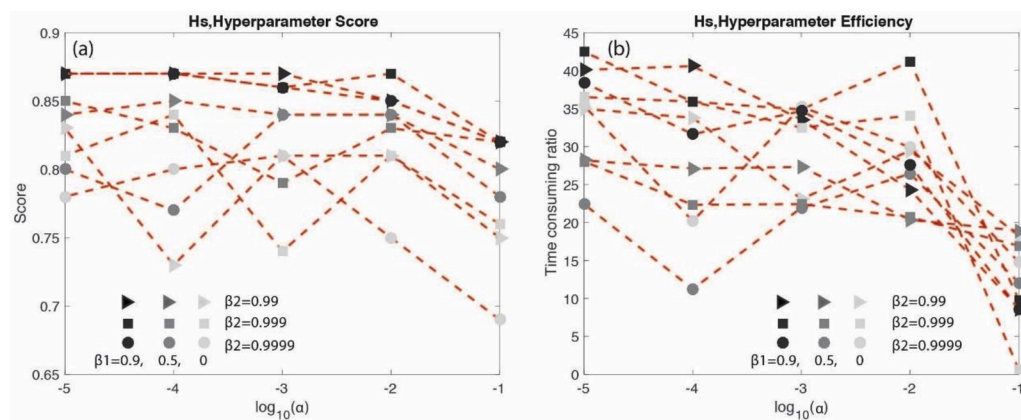 Hs,Hyperparameter Score
(a)
0.9
0.85
0.8
0.75
0.7
0.65
Score
β2=0.99
β2=0.999
β2=0.9999
β1=0.9, 0.5, 0
-5 -4 -3 -2 -1
log10(α)
Hs,Hyperparameter Efficiency
(b)
45
40
35
30
25
20
15
10
5
0
Time consuming ratio
β2=0.99
β2=0.999
β2=0.9999
β1=0.9, 0.5, 0
-5 -4 -3 -2 -1
log10(α)